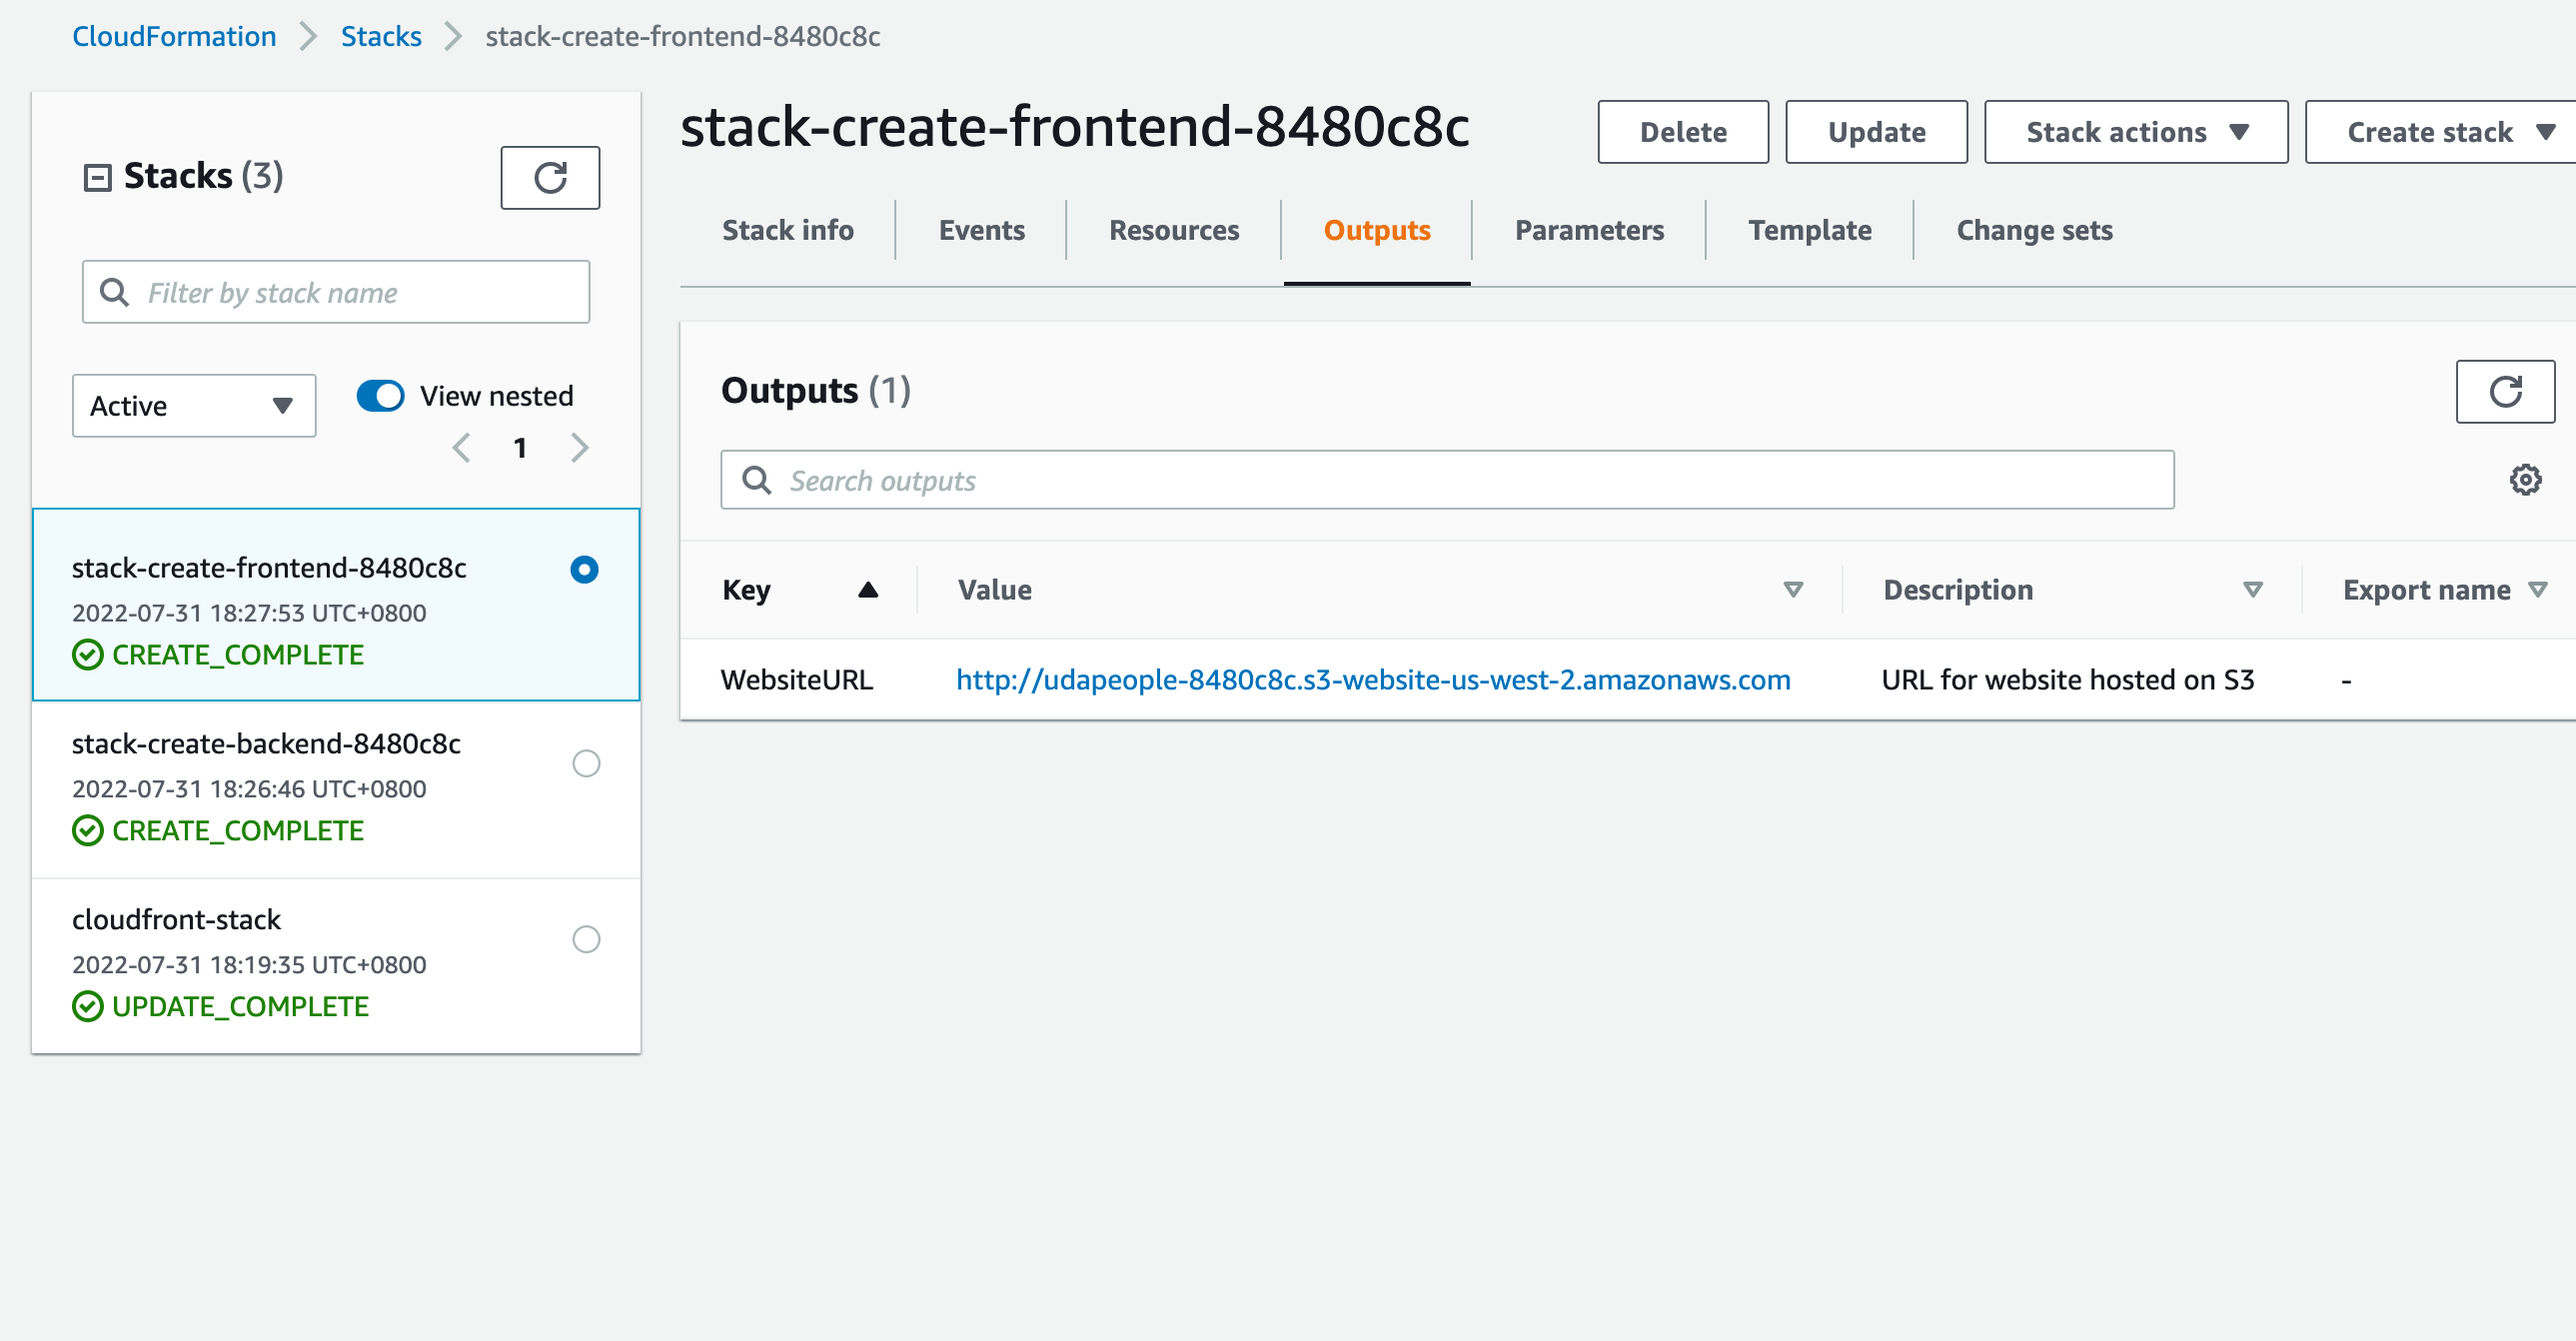 CloudFormation Stacks stack-create-frontend-8480c8c
Stacks (3)
Filter by stack name
Active
View nested
1
stack-create-frontend-8480c8c
2022-07-31 18:27:53 UTC+0800
CREATE_COMPLETE
stack-create-backend-8480c8c
2022-07-31 18:26:46 UTC+0800
CREATE_COMPLETE
cloudfront-stack
2022-07-31 18:19:35 UTC+0800
UPDATE_COMPLETE
stack-create-frontend-8480c8c
Delete Update Stack actions Create stack
Stack info Events Resources Outputs Parameters Template Change sets
Outputs (1)
Search outputs
Key Value Description Export name
WebsiteURL http://udapeople-8480c8c.s3-website-us-west-2.amazonaws.com URL for website hosted on S3 -